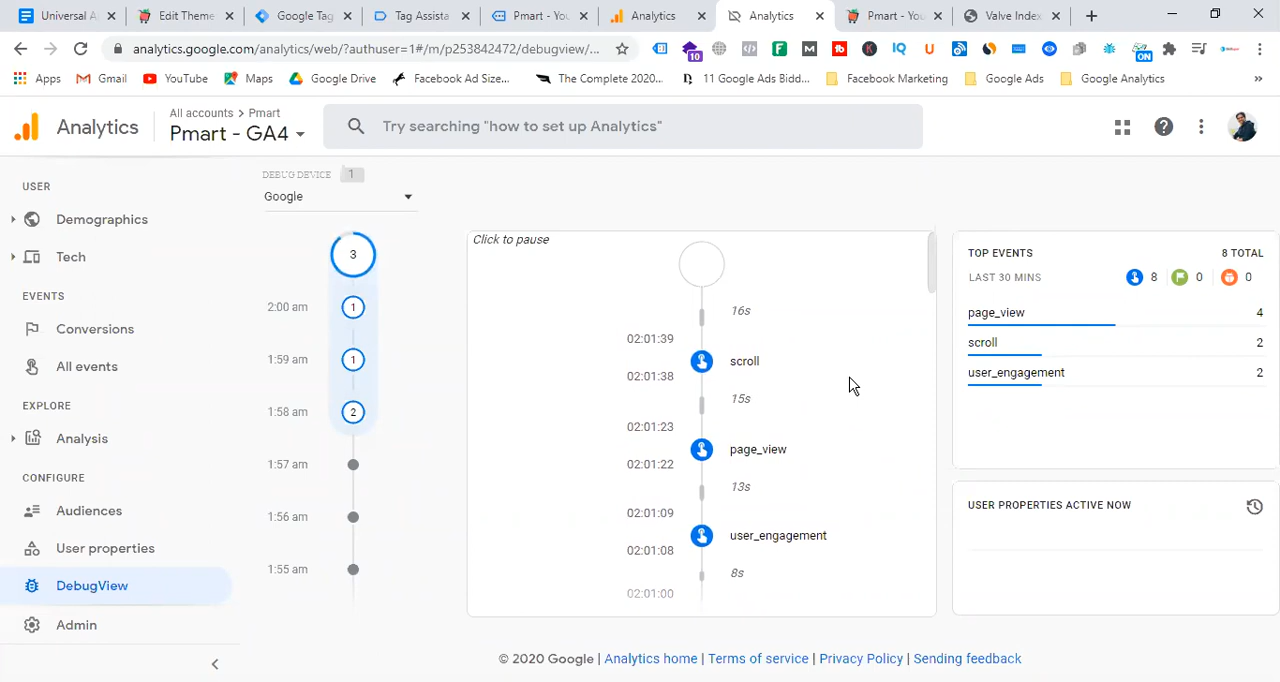 Universal A
Edit Theme
Google Tag
Tag Assista
Pmart - You
Analytics
Analytics
Pmart - You
Valve Index
analytics.google.com/analytics/web/?authuser=1#/m/p253842472/debugview/...
10
ON
Apps
Gmail
YouTube
Maps
Google Drive
Facebook Ad Size...
The Complete 2020...
11 Google Ads Bidd...
Facebook Marketing
Google Ads
Google Analytics
Analytics
All accounts > Pmart
Pmart - GA4
Try searching "how to set up Analytics"
USER
Demographics
Tech
EVENTS
Conversions
All events
EXPLORE
Analysis
CONFIGURE
Audiences
User properties
DebugView
Admin
DEBUG DEVICE 1
Google
3
2:00 am 1
1:59 am 1
1:58 am 2
1:57 am
1:56 am
1:55 am
Click to pause
16s
02:01:39
scroll
02:01:38
15s
02:01:23
page_view
02:01:22
13s
02:01:09
user_engagement
02:01:08
8s
02:01:00
TOP EVENTS 8 TOTAL
LAST 30 MINS 8 0 0
page_view 4
scroll 2
user_engagement 2
USER PROPERTIES ACTIVE NOW
© 2020 Google | Analytics home | Terms of service | Privacy Policy | Sending feedback